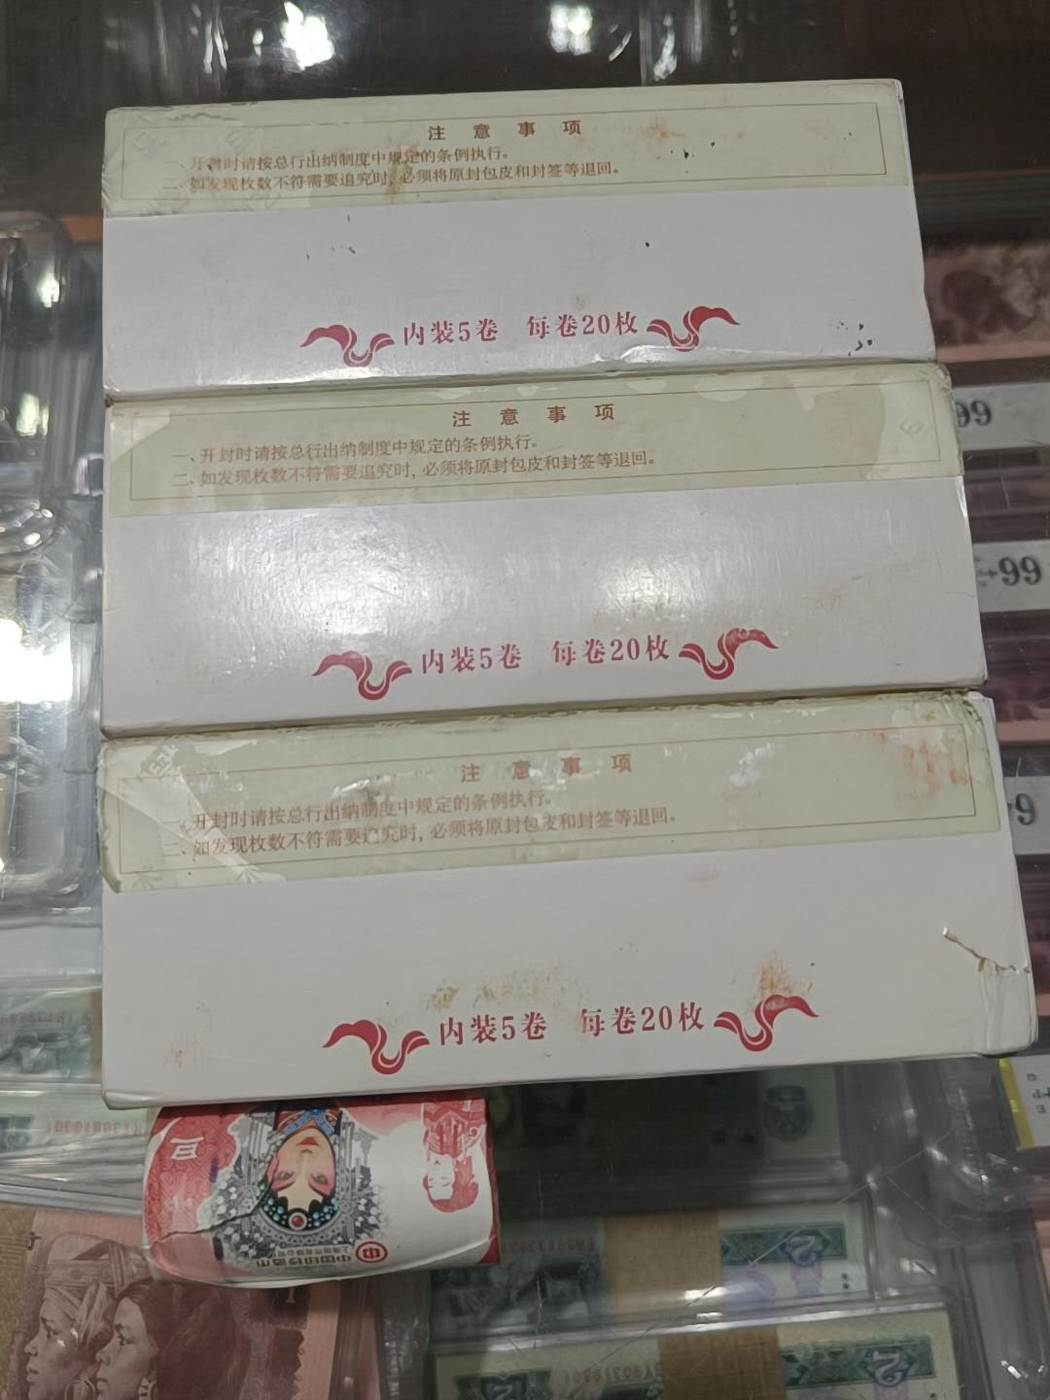 注意事项
一、开封时请按总行出纳制度中规定的条例执行。
二、如发现枚数不符需要追究时,必须将原封包皮和封签等退回。
内装5卷 每卷20枚
99
注意事项
一、开封时请按总行出纳制度中规定的条例执行。
二、如发现枚数不符需要追究时,必须将原封包皮和封签等退回。
99
内装5卷 每卷20枚
注意事项
一、开封时请按总行出纳制度中规定的条例执行。
二、如发现枚数不符需要追究时,必须将原封包皮和封签等退回。
9
内装5卷 每卷20枚